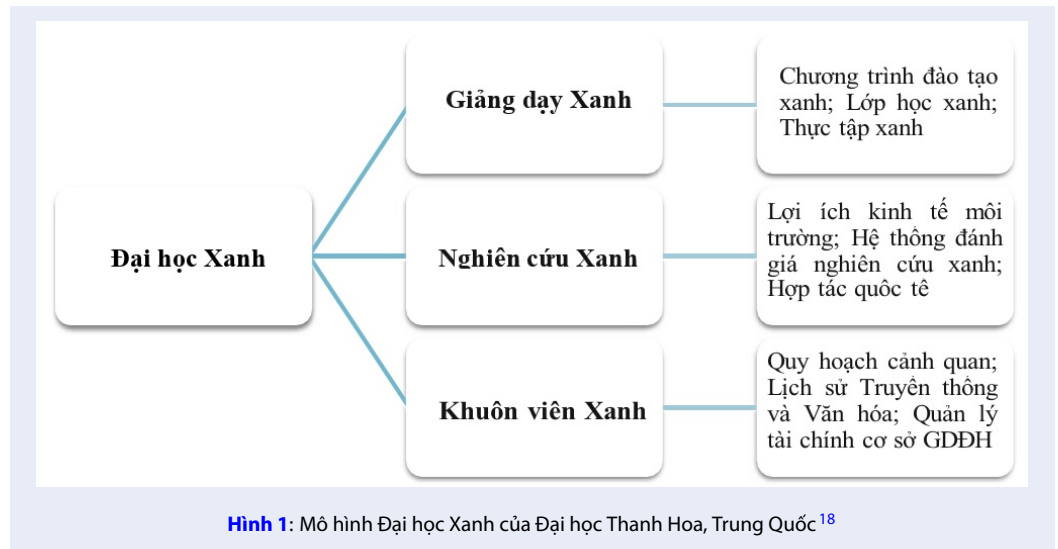 Đại học Xanh
Giảng dạy Xanh
Chương trình đào tạo
xanh; Lớp học xanh;
Thực tập xanh
Nghiên cứu Xanh
Lợi ích kinh tế môi
trường; Hệ thống đánh
giá nghiên cứu xanh;
Hợp tác quôc tê
Khuôn viên Xanh
Quy hoạch cảnh quan;
Lịch sử Truyền thống
và Văn hóa; Quản lý
tài chính cơ sở GDĐH
Hình 1: Mô hình Đại học Xanh của Đại học Thanh Hoa, Trung Quốc 18